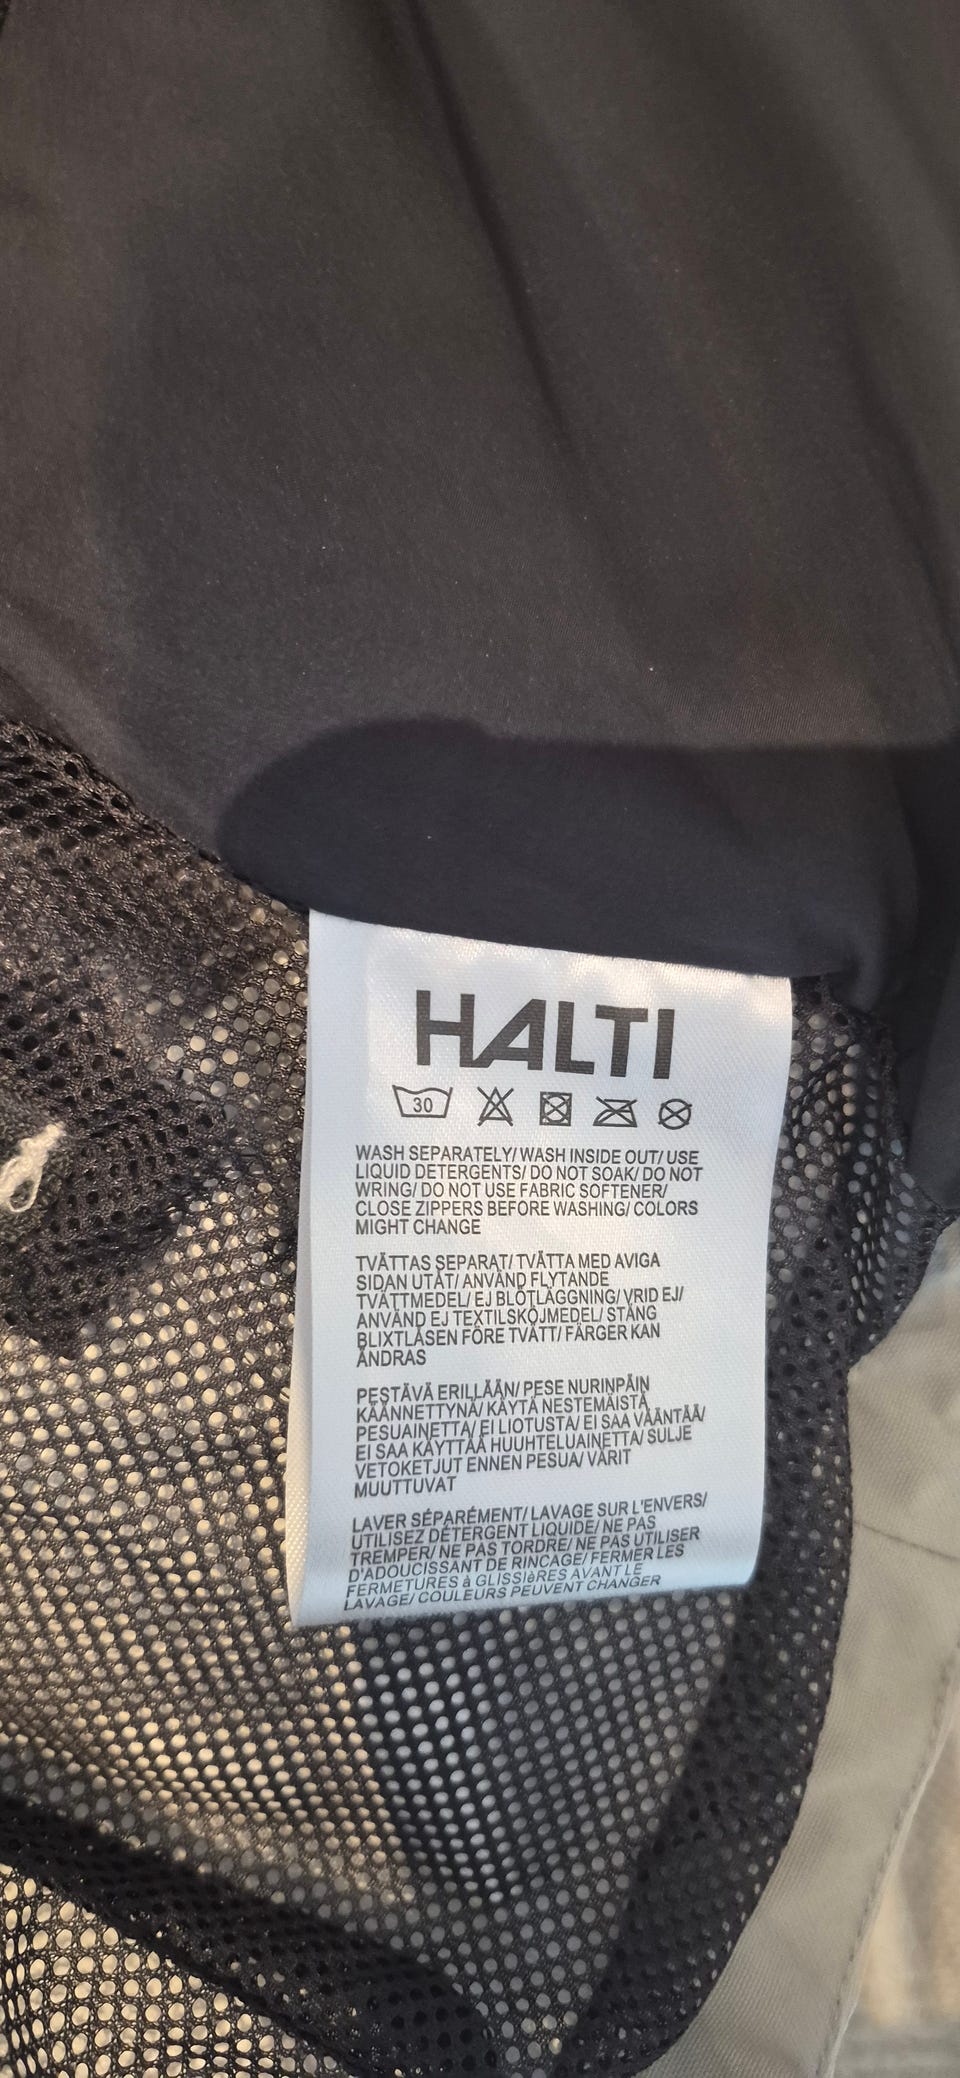 HALTI
30
WASH SEPARATELY/ WASH INSIDE OUT/ USE
LIQUID DETERGENTS/ DO NOT SOAK/ DO NOT
WRING/ DO NOT USE FABRIC SOFTENER/
CLOSE ZIPPERS BEFORE WASHING/ COLORS
MIGHT CHANGE
TVÄTTAS SEPARAT/ TVÄTTA MED AVIGA
SIDAN UTÅT/ ANVÄND FLYTANDE
TVÄTTMEDEL/ EJ BLÖTLÄGGNING/ VRID EJ/
ANVÄND EJ TEXTILSKÖJMEDEL/ STÄNG
BLIXTLÅSEN FÖRE TVÄTT/ FÄRGER KAN
ÄNDRAS
PESTÄVÄ ERILLÄÄN/ PESE NURINPÄIN
KÄÄNNETTYNÄ/ KÄYTÄ NESTEMÄISTÄ
PESUAINETTA/ EI LIOTUSTA/ EI SAA VÄÄNTÄÄ/
EI SAA KÄYTTÄÄ HUUHTELUAINETTA/ SULJE
VETOKETJUT ENNEN PESUA/ VÄRIT
MUUTTUVAT
LAVER SÉPARÉMENT/ LAVAGE SUR L'ENVERS/
UTILISEZ DÉTERGENT LIQUIDE/ NE PAS
TREMPER/ NE PAS TORDRE/ NE PAS UTILISER
D'ADOUCISSANT DE RINCAGE/ FERMER LES
FERMETURES à GLISSIèRES AVANT LE
LAVAGE/ COULEURS PEUVENT CHANGER